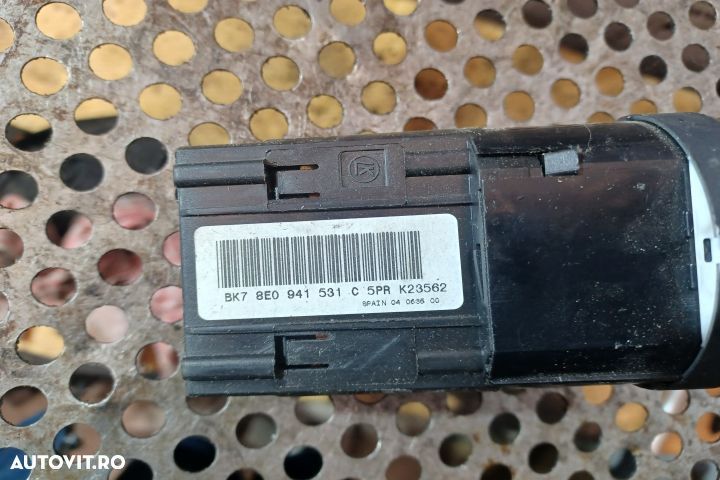 BK7 8E0 941 531 C 5PR K23562
SPAIN 04 0636 00
AUTOVIT.RO